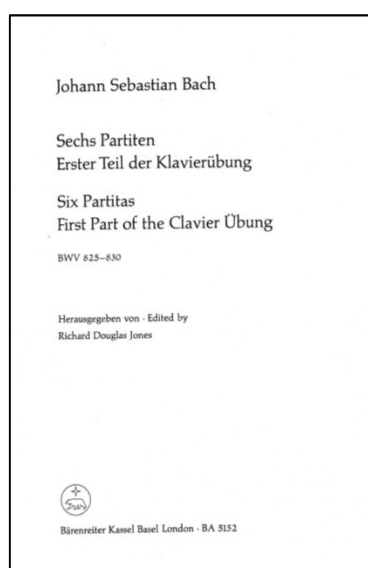 Johann Sebastian Bach
Sechs Partiten
Erster Teil der Klavierübung
Six Partitas
First Part of the Clavier Übung
BWV 825–830
Herausgegeben von · Edited by
Richard Douglas Jones
Bärenreiter Kassel Basel London · BA 5152